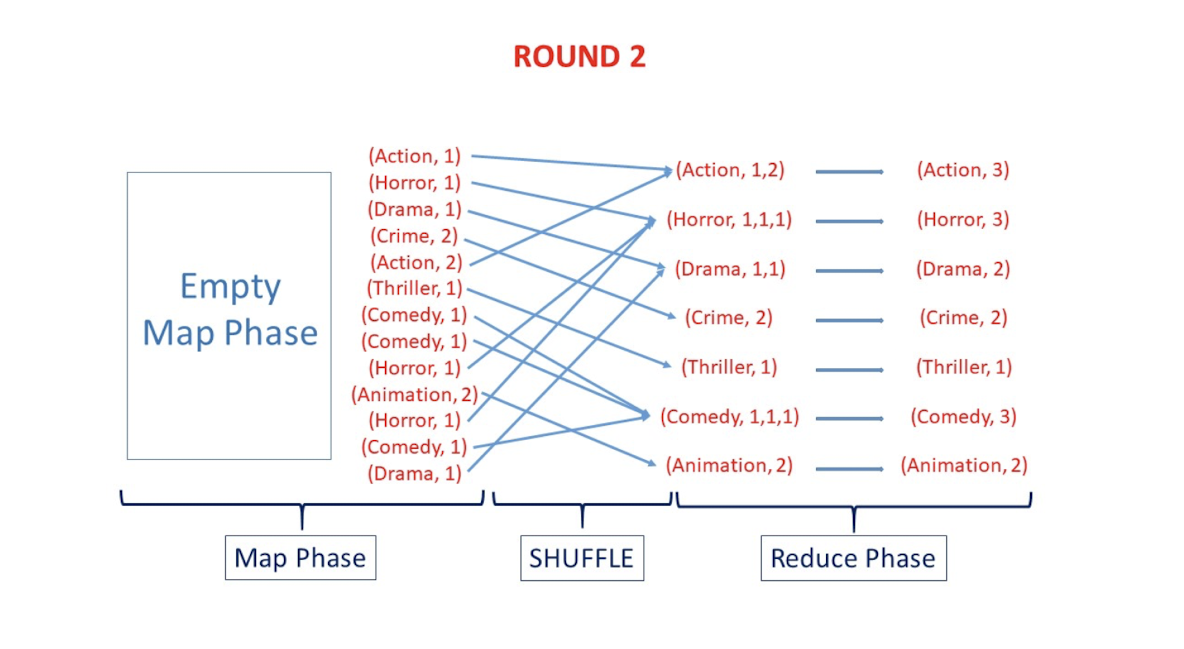 ROUND 2
Empty
Map Phase
(Action, 1)
(Horror, 1)
(Drama, 1)
(Crime, 2)
(Action, 2)
(Thriller, 1)
(Comedy, 1)
(Comedy, 1)
(Horror, 1)
(Animation, 2)
(Horror, 1)
(Comedy, 1)
(Drama, 1)
(Action, 1,2)
(Horror, 1,1,1)
(Drama, 1,1)
(Crime, 2)
(Thriller, 1)
(Comedy, 1,1,1)
(Animation, 2)
(Action, 3)
(Horror, 3)
(Drama, 2)
(Crime, 2)
(Thriller, 1)
(Comedy, 3)
(Animation, 2)
Map Phase
SHUFFLE
Reduce Phase